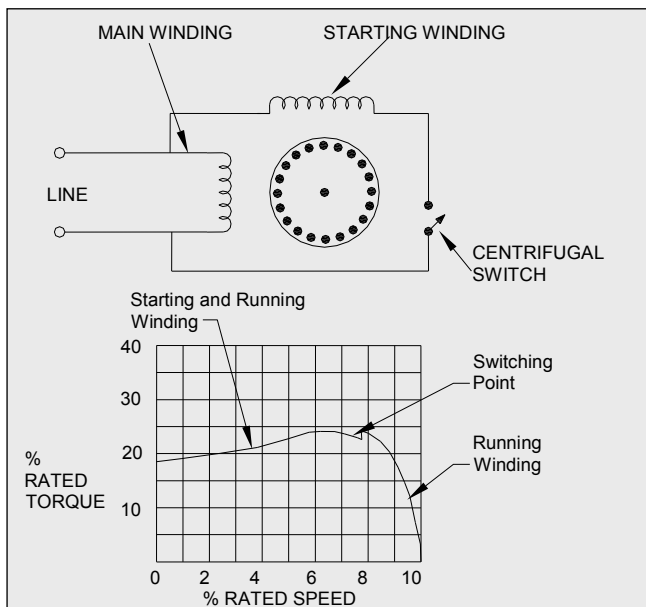 MAIN WINDING
STARTING WINDING
LINE
CENTRIFUGAL
SWITCH
Starting and Running
Winding
40
30
20
10
%
RATED
TORQUE
Switching
Point
Running
Winding
0 2 4 6 8 10
% RATED SPEED